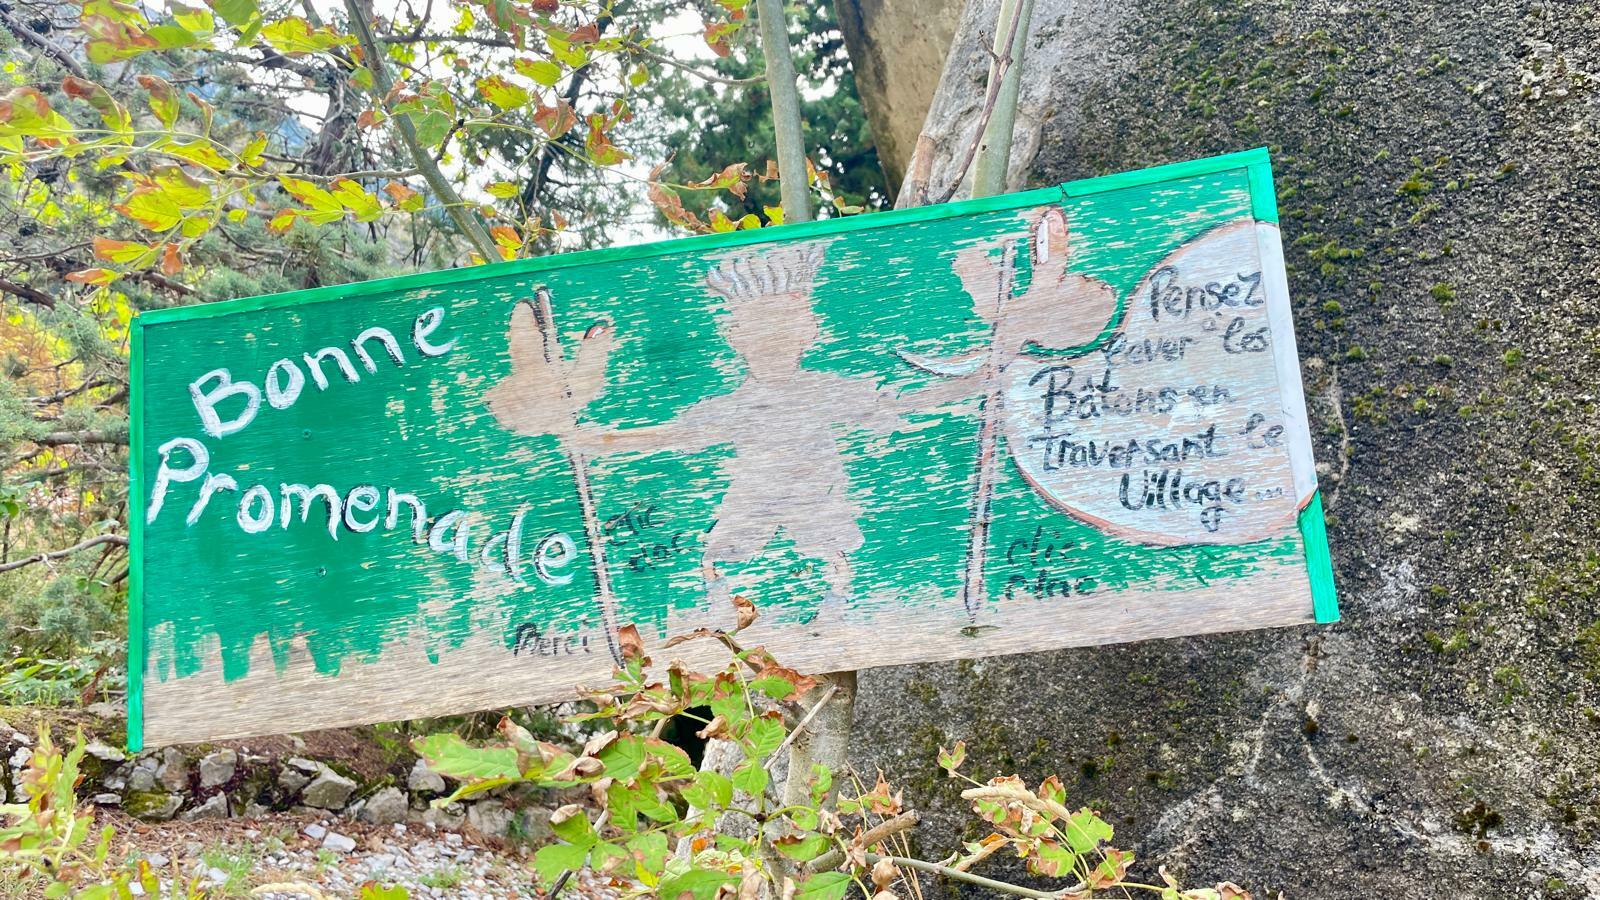 Bonne
Promenade
Pensez
à lever les
Bâtons en
traversant le
Village...
clic
clac
clic
clac
Merci